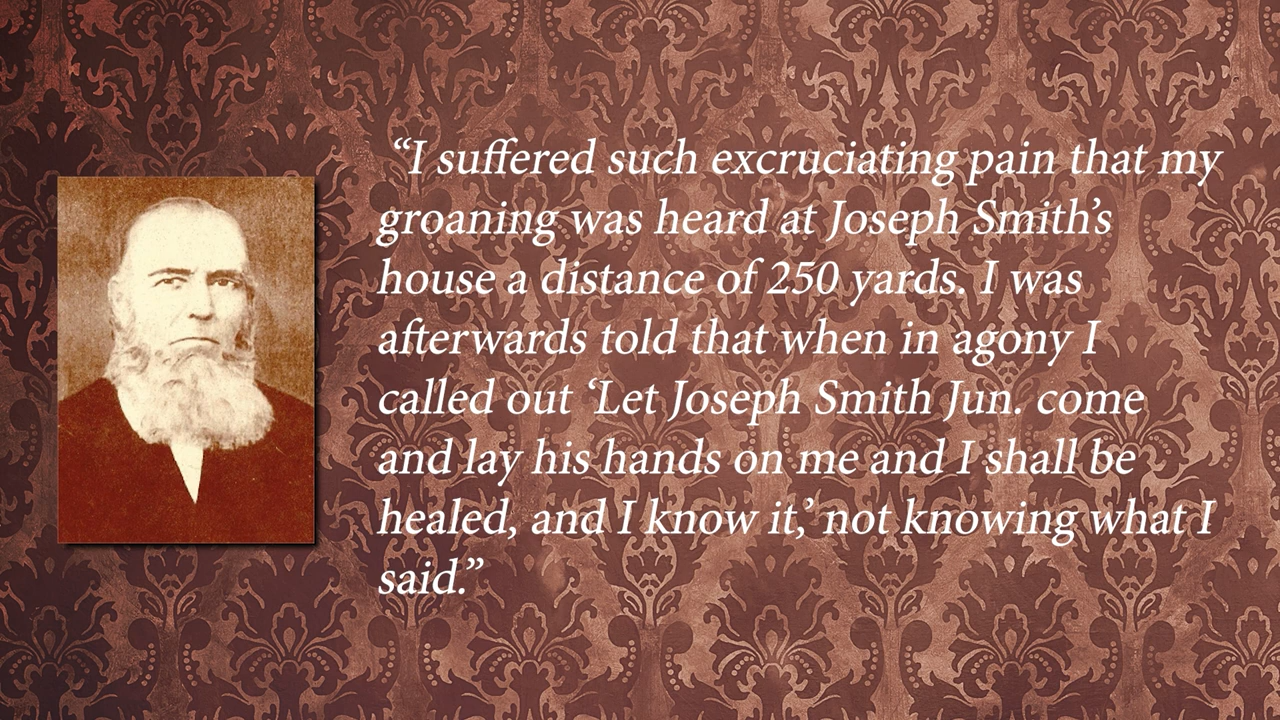 “I suffered such excruciating pain that my
groaning was heard at Joseph Smith’s
house a distance of 250 yards. I was
afterwards told that when in agony I
called out ‘Let Joseph Smith Jun. come
and lay his hands on me and I shall be
healed, and I know it,’ not knowing what I
said.”